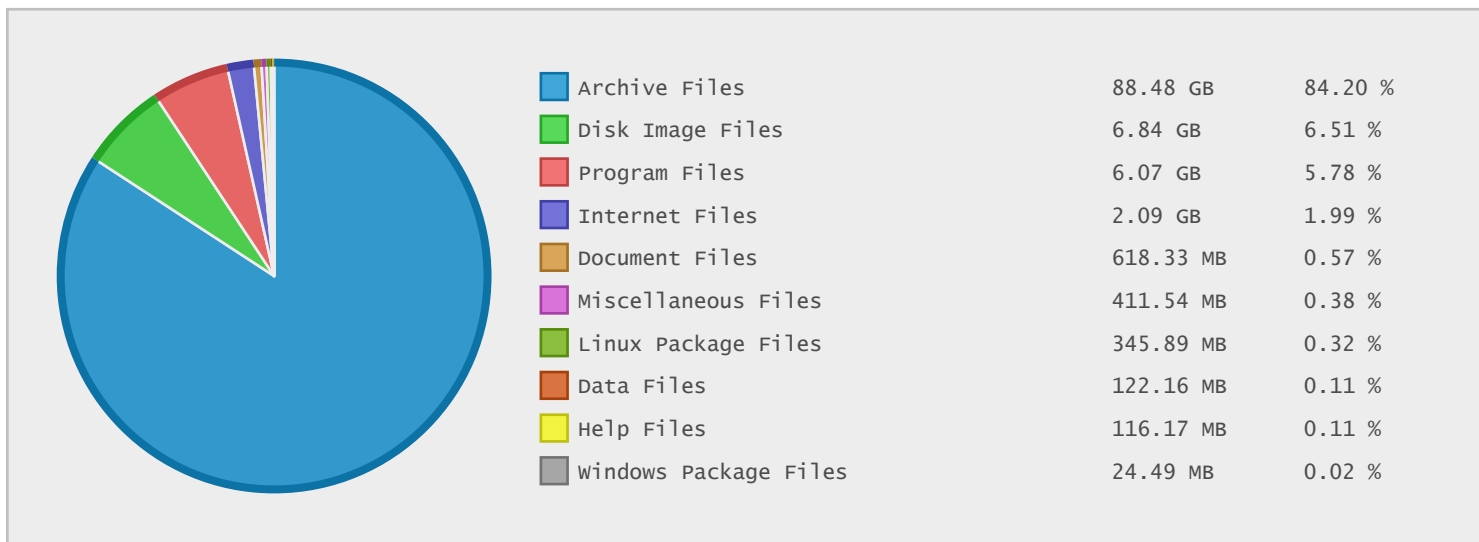 Archive Files 88.48 GB 84.20 %
Disk Image Files 6.84 GB 6.51 %
Program Files 6.07 GB 5.78 %
Internet Files 2.09 GB 1.99 %
Document Files 618.33 MB 0.57 %
Miscellaneous Files 411.54 MB 0.38 %
Linux Package Files 345.89 MB 0.32 %
Data Files 122.16 MB 0.11 %
Help Files 116.17 MB 0.11 %
Windows Package Files 24.49 MB 0.02 %